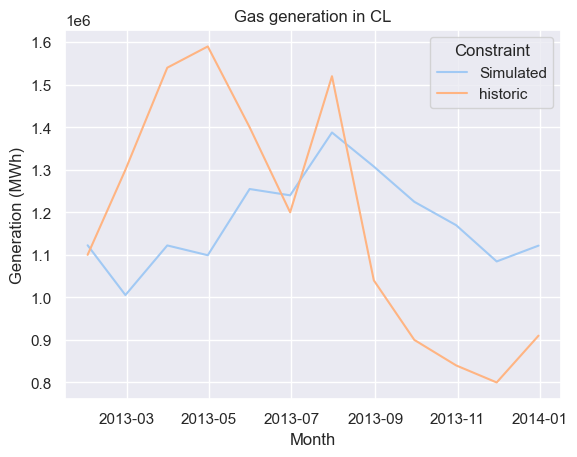 Gas generation in CL
1e6
Constraint
Simulated
historic
1.6
1.5
1.4
1.3
1.2
1.1
1.0
0.9
0.8
Generation (MWh)
2013-03 2013-05 2013-07 2013-09 2013-11 2014-01
Month